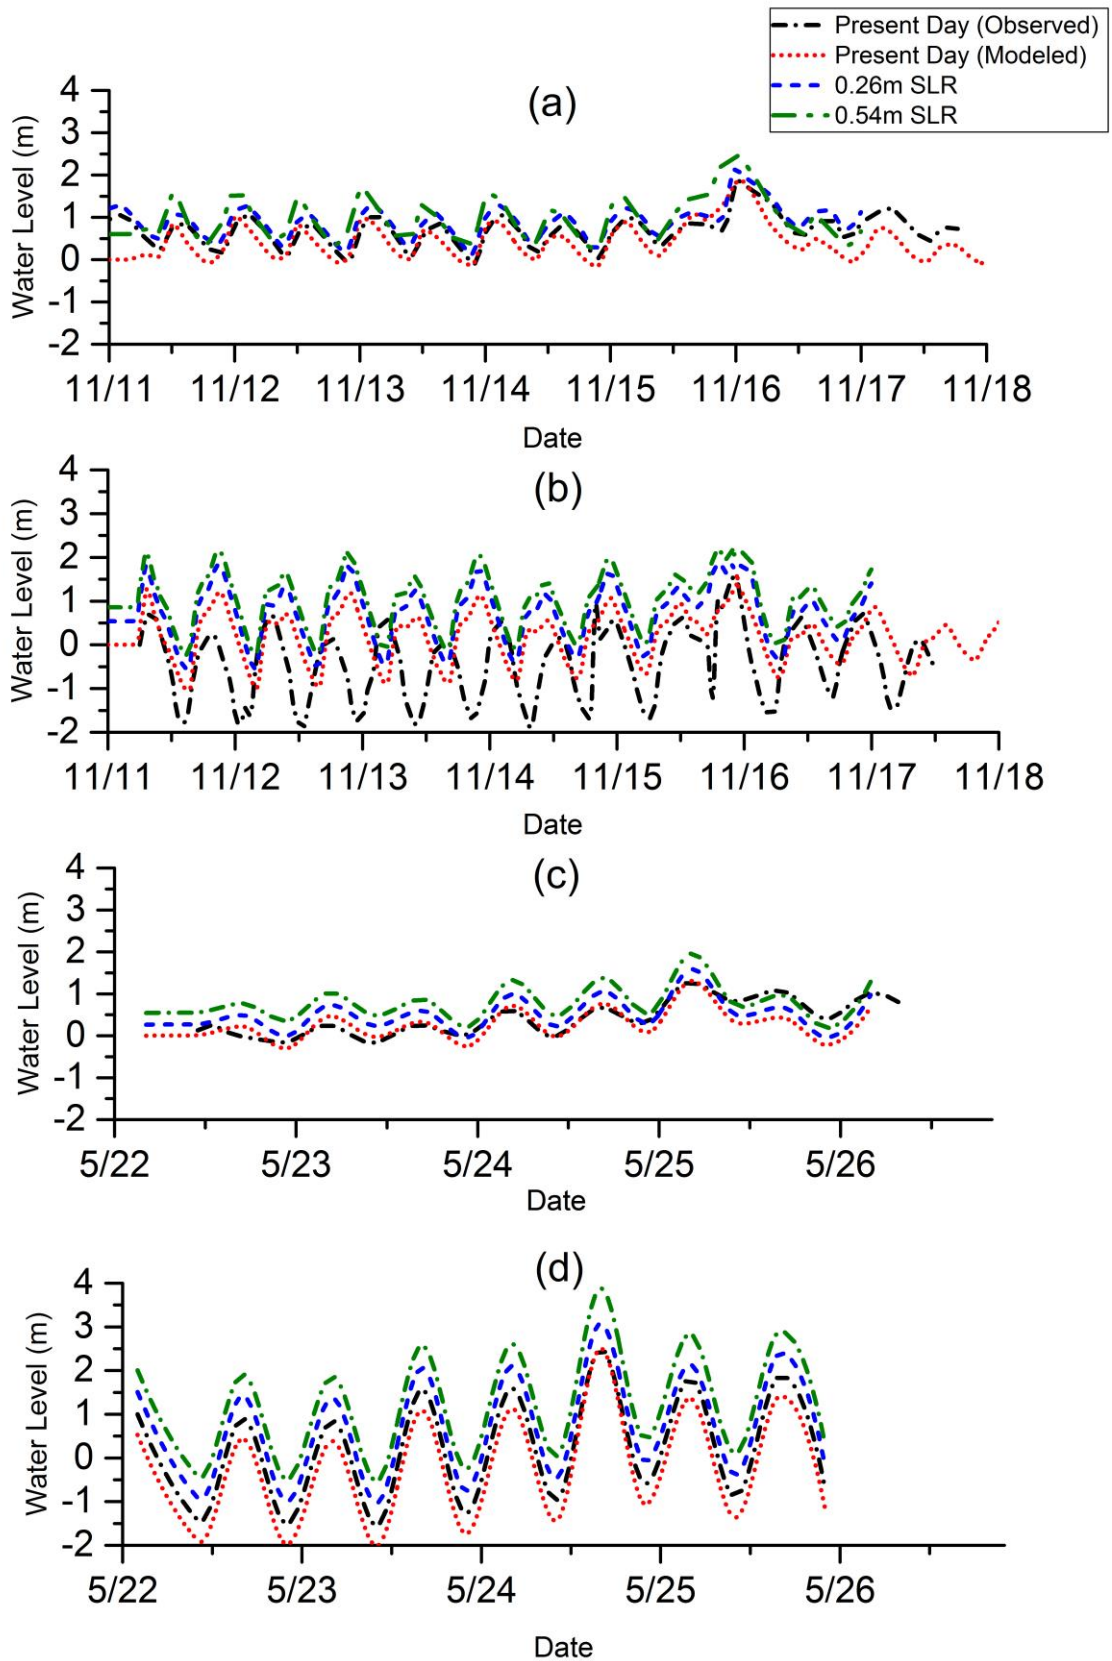 Present Day (Observed)
Present Day (Modeled)
0.26m SLR
0.54m SLR
(a)
Water Level (m)
4
3
2
1
0
-1
-2
11/11 11/12 11/13 11/14 11/15 11/16 11/17 11/18
Date
(b)
Water Level (m)
4
3
2
1
0
-1
-2
11/11 11/12 11/13 11/14 11/15 11/16 11/17 11/18
Date
(c)
Water Level (m)
4
3
2
1
0
-1
-2
5/22 5/23 5/24 5/25 5/26
Date
(d)
Water Level (m)
4
3
2
1
0
-1
-2
5/22 5/23 5/24 5/25 5/26
Date